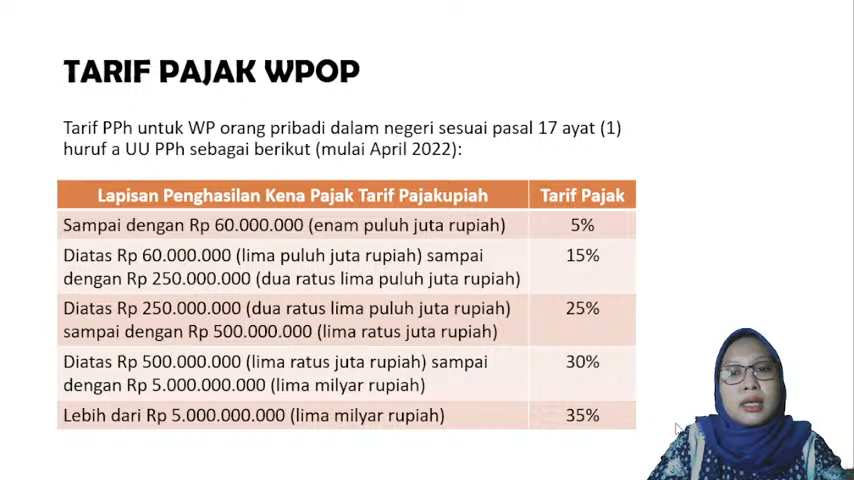 TARIF PAJAK WPOP
Tarif PPh untuk WP orang pribadi dalam negeri sesuai pasal 17 ayat (1)
huruf a UU PPh sebagai berikut (mulai April 2022):
Lapisan Penghasilan Kena Pajak Tarif Pajakupiah Tarif Pajak
Sampai dengan Rp 60.000.000 (enam puluh juta rupiah) 5%
Diatas Rp 60.000.000 (lima puluh juta rupiah) sampai 15%
dengan Rp 250.000.000 (dua ratus lima puluh juta rupiah)
Diatas Rp 250.000.000 (dua ratus lima puluh juta rupiah) 25%
sampai dengan Rp 500.000.000 (lima ratus juta rupiah)
Diatas Rp 500.000.000 (lima ratus juta rupiah) sampai 30%
dengan Rp 5.000.000.000 (lima milyar rupiah)
Lebih dari Rp 5.000.000.000 (lima milyar rupiah) 35%